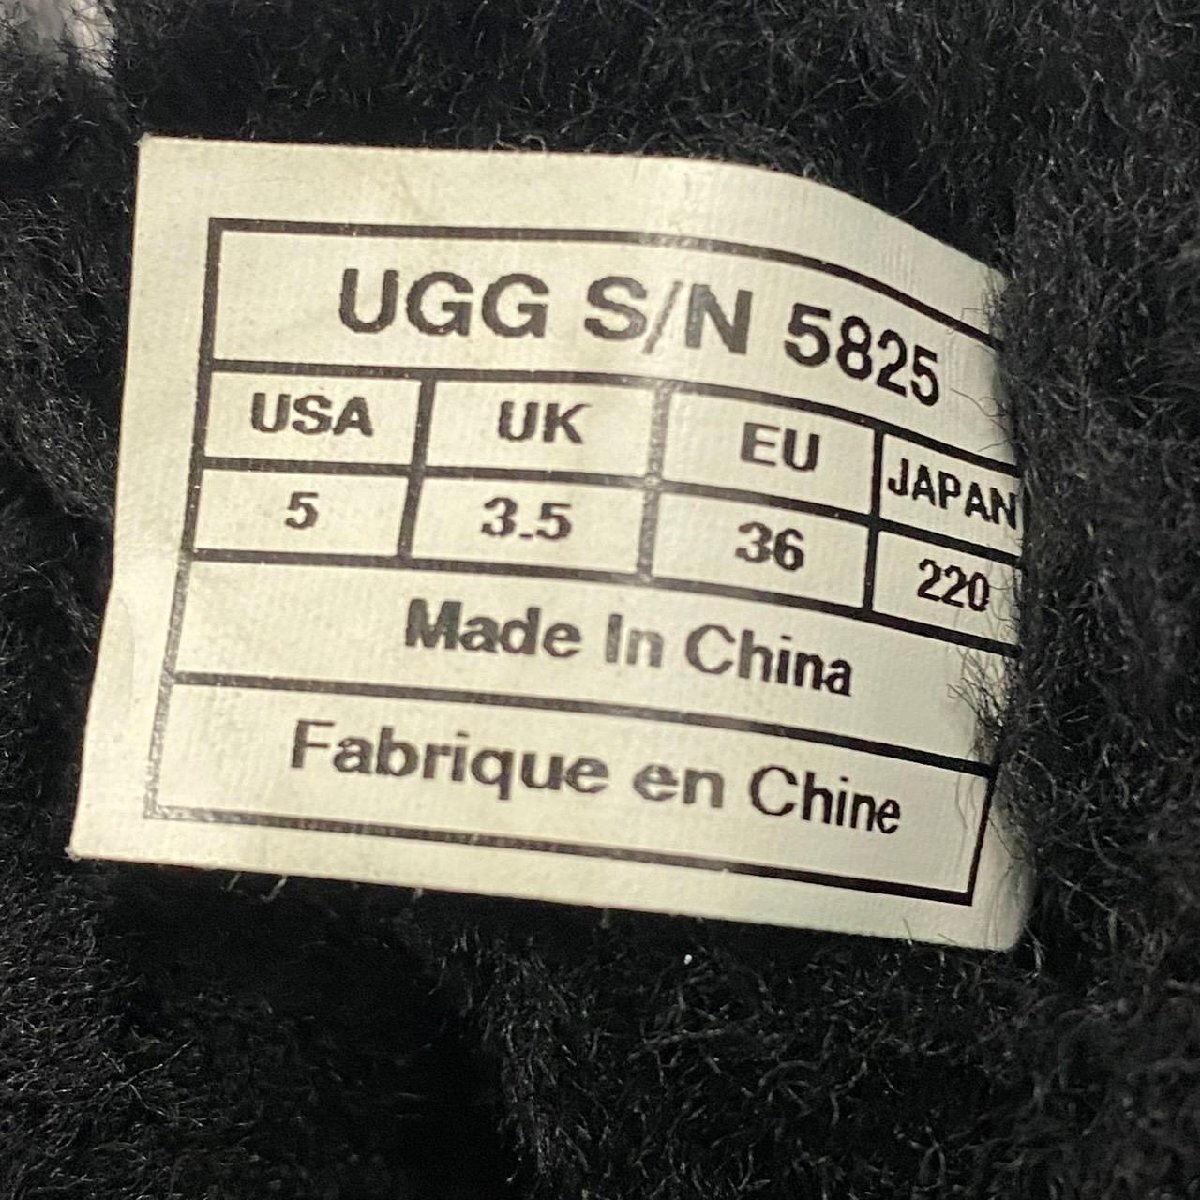 UGG S/N 5825
USA UK EU JAPAN
5 3.5 36 220
Made In China
Fabrique en Chine